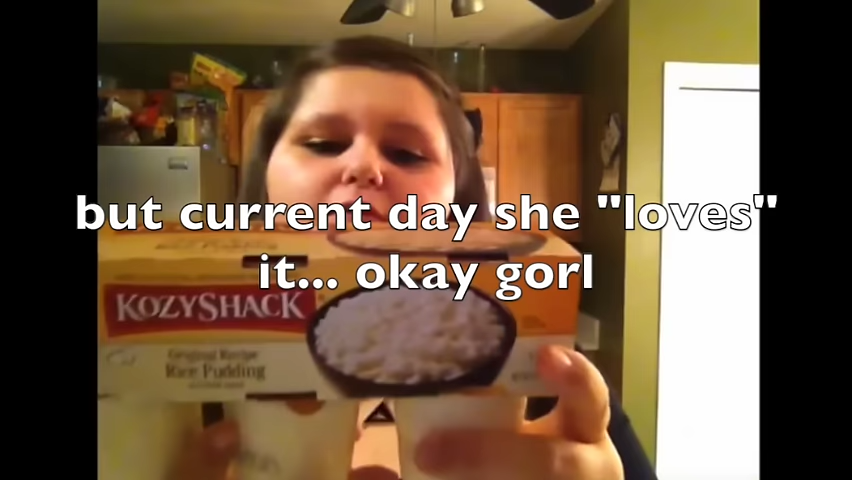 but current day she "loves"
it... okay gorl
KOZYSHACK
Original Recipe
Rice Pudding